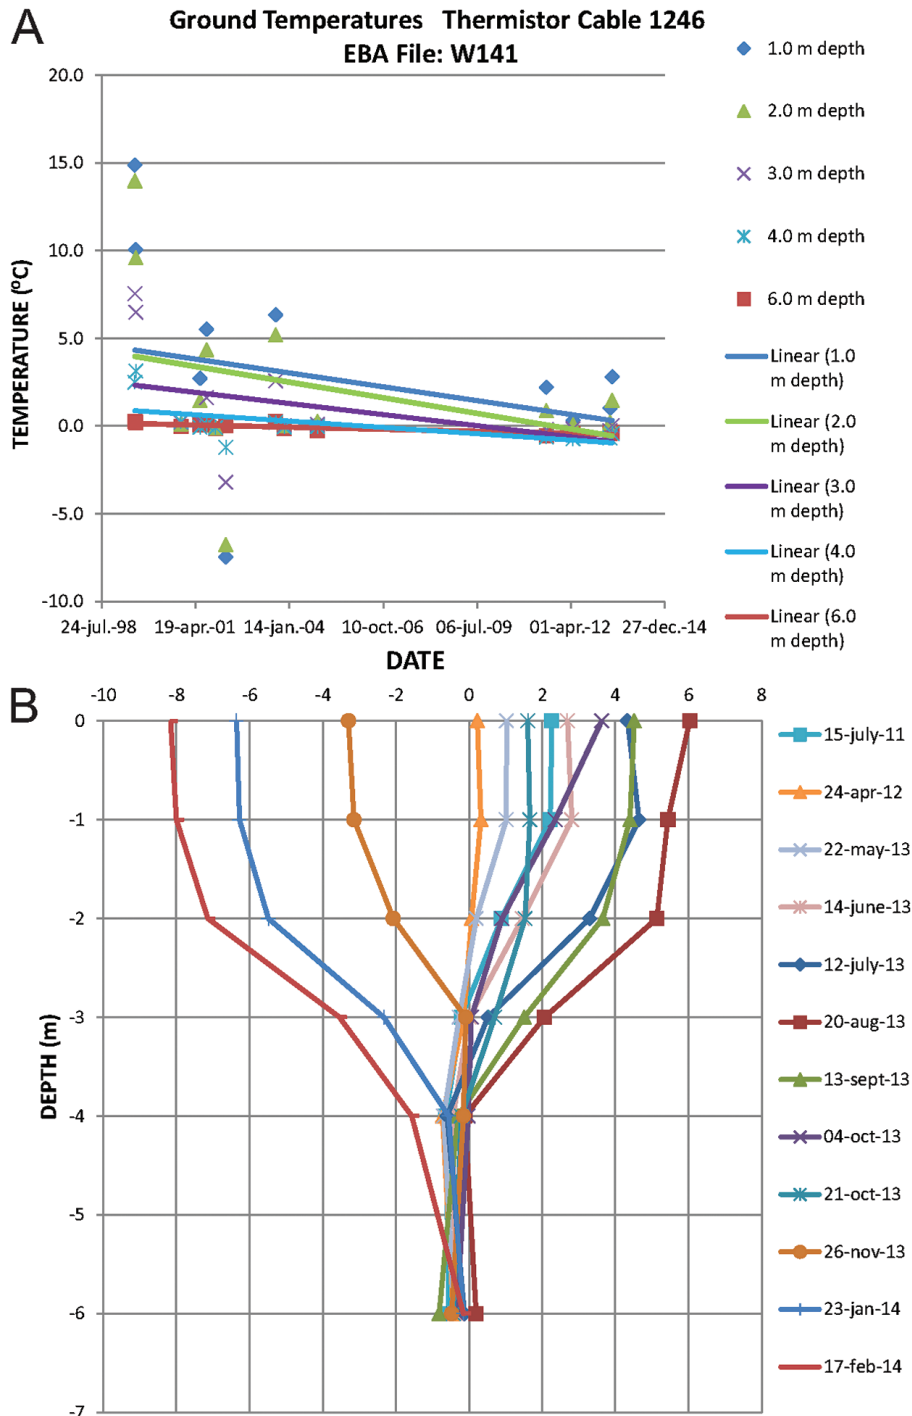 A
Ground Temperatures Thermistor Cable 1246
EBA File: W141
20.0
15.0
10.0
5.0
0.0
-5.0
-10.0
TEMPERATURE (ºC)
24-jul.-98
19-apr.-01
14-jan.-04
10-oct.-06
06-jul.-09
01-apr.-12
27-dec.-14
DATE
1.0 m depth
2.0 m depth
3.0 m depth
4.0 m depth
6.0 m depth
Linear (1.0
m depth)
Linear (2.0
m depth)
Linear (3.0
m depth)
Linear (4.0
m depth)
Linear (6.0
m depth)
B
-10 -8 -6 -4 -2 0 2 4 6 8
0
-1
-2
-3
-4
-5
-6
-7
DEPTH (m)
15-july-11
24-apr-12
22-may-13
14-june-13
12-july-13
20-aug-13
13-sept-13
04-oct-13
21-oct-13
26-nov-13
23-jan-14
17-feb-14